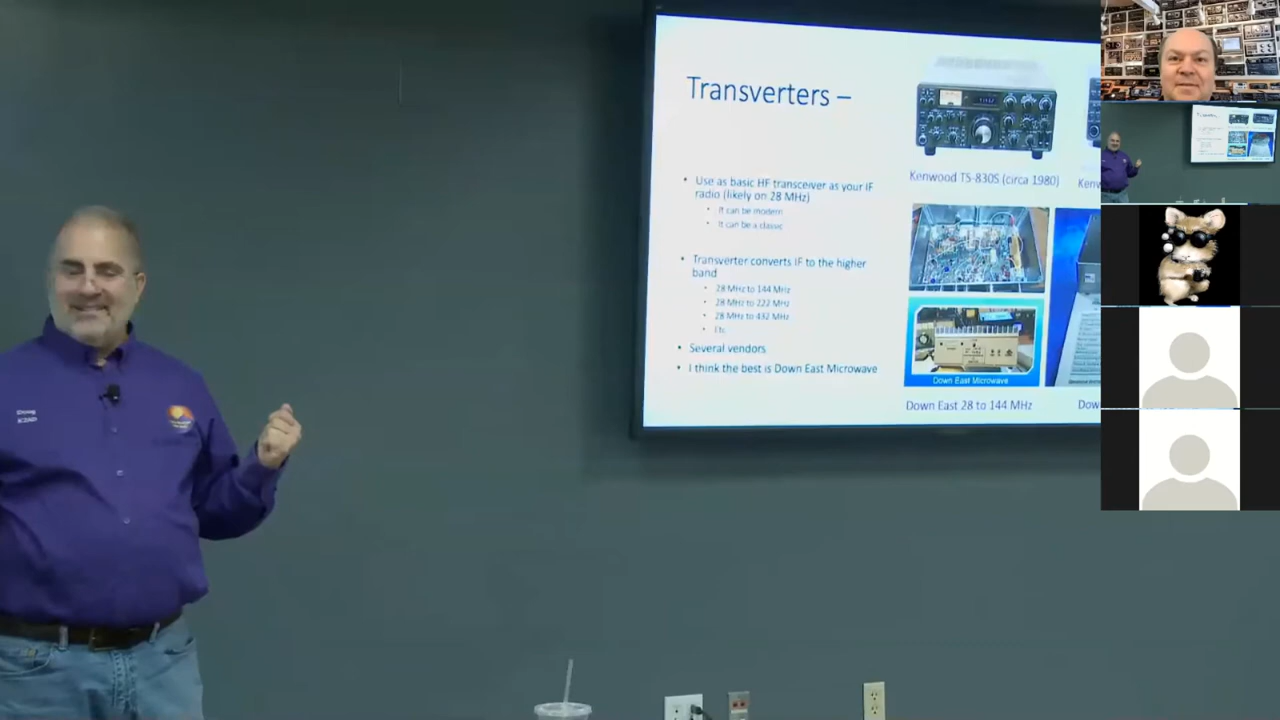 Transverters –
Use as basic HF transceiver as your IF
radio (likely on 28 MHz)
It can be modern
It can be a classic
Transverter converts IF to the higher
band
28 MHz to 144 MHz
28 MHz to 222 MHz
28 MHz to 432 MHz
Several vendors
I think the best is Down East Microwave
Kenwood TS-830S (circa 1980)
Kenw
Down East Microwave
Down East 28 to 144 MHz
Dow
Doug